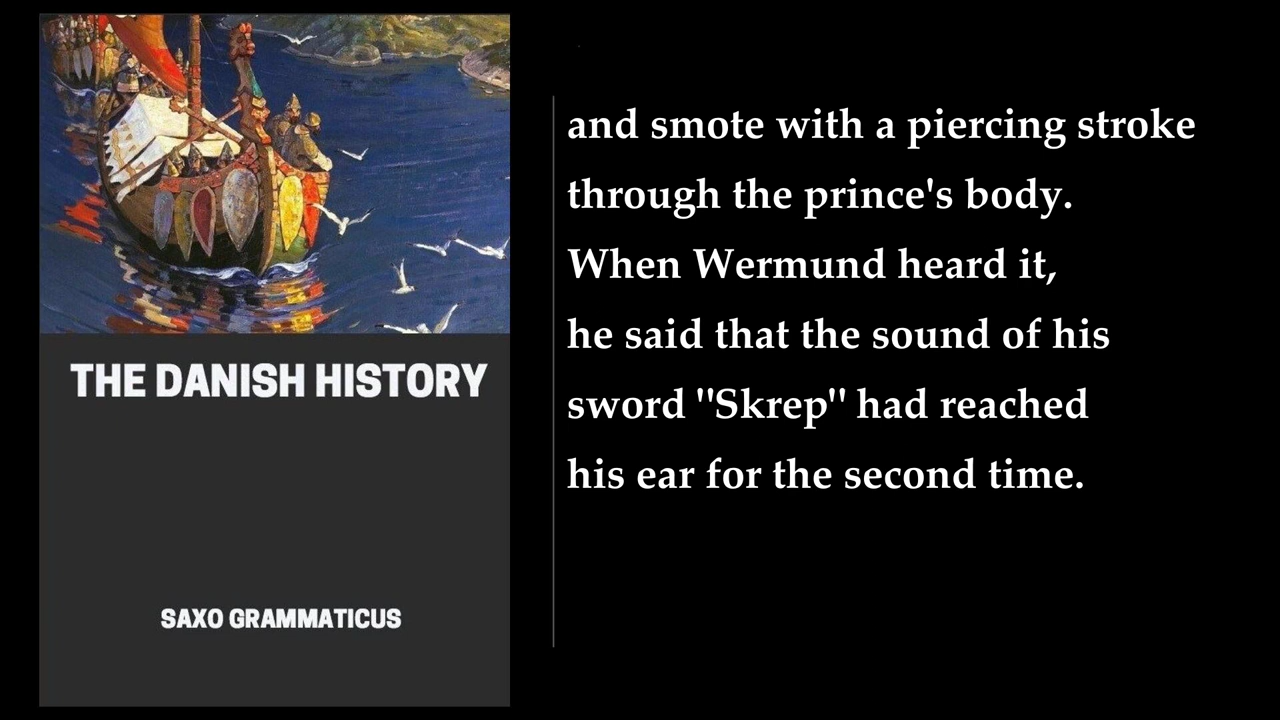 THE DANISH HISTORY
SAXO GRAMMATICUS
and smote with a piercing stroke
through the prince's body.
When Wermund heard it,
he said that the sound of his
sword "Skrep" had reached
his ear for the second time.